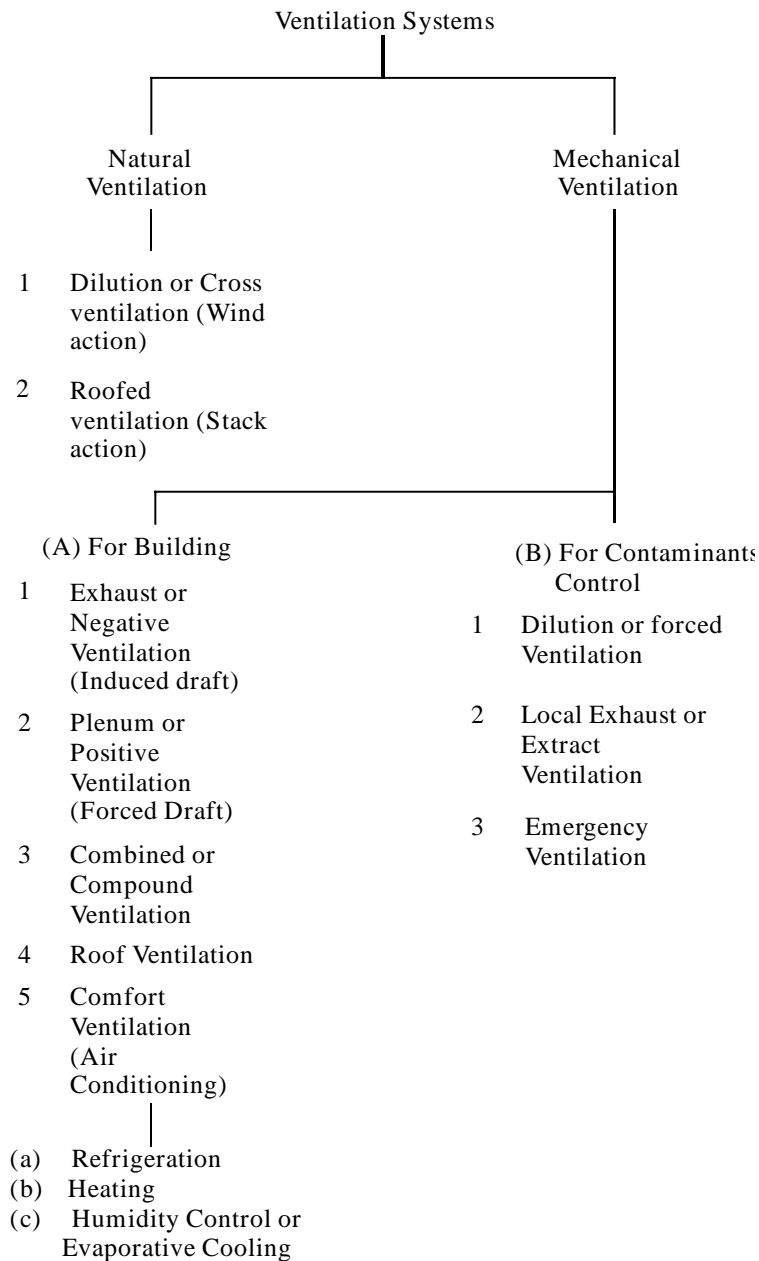 Ventilation Systems
Natural
Ventilation
Mechanical
Ventilation
1 Dilution or Cross
ventilation (Wind
action)
2 Roofed
ventilation (Stack
action)
(A) For Building
1 Exhaust or
Negative
Ventilation
(Induced draft)
2 Plenum or
Positive
Ventilation
(Forced Draft)
3 Combined or
Compound
Ventilation
4 Roof Ventilation
5 Comfort
Ventilation
(Air
Conditioning)
(a) Refrigeration
(b) Heating
(c) Humidity Control or
Evaporative Cooling
(B) For Contaminants
Control
1 Dilution or forced
Ventilation
2 Local Exhaust or
Extract
Ventilation
3 Emergency
Ventilation